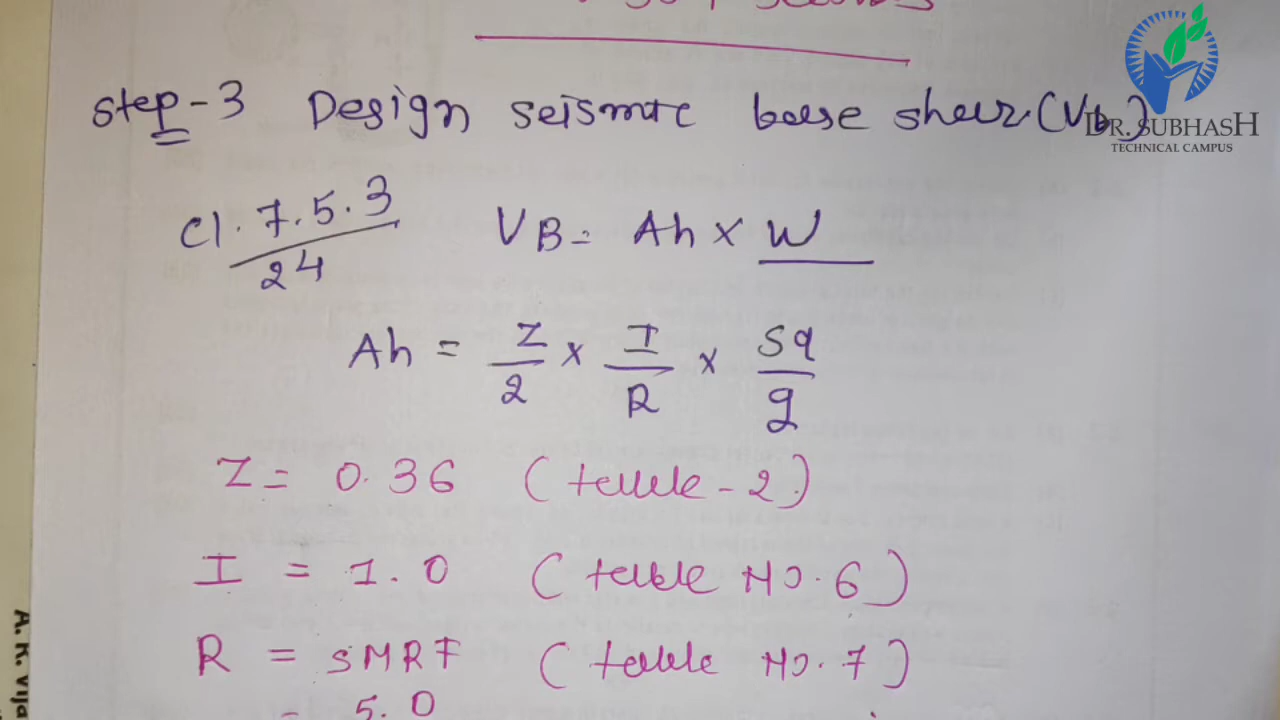 Step-3 Design seismic base shear (VB)
DR. SUBHASH
TECHNICAL CAMPUS
Cl. 7.5.3
24
VB = Ah × W
Ah = Z/2 × I/R × Sa/g
Z = 0.36 (table-2)
I = 1.0 (table No. 6)
R = SMRF (table No. 7)
= 5.0
A. K. Vija